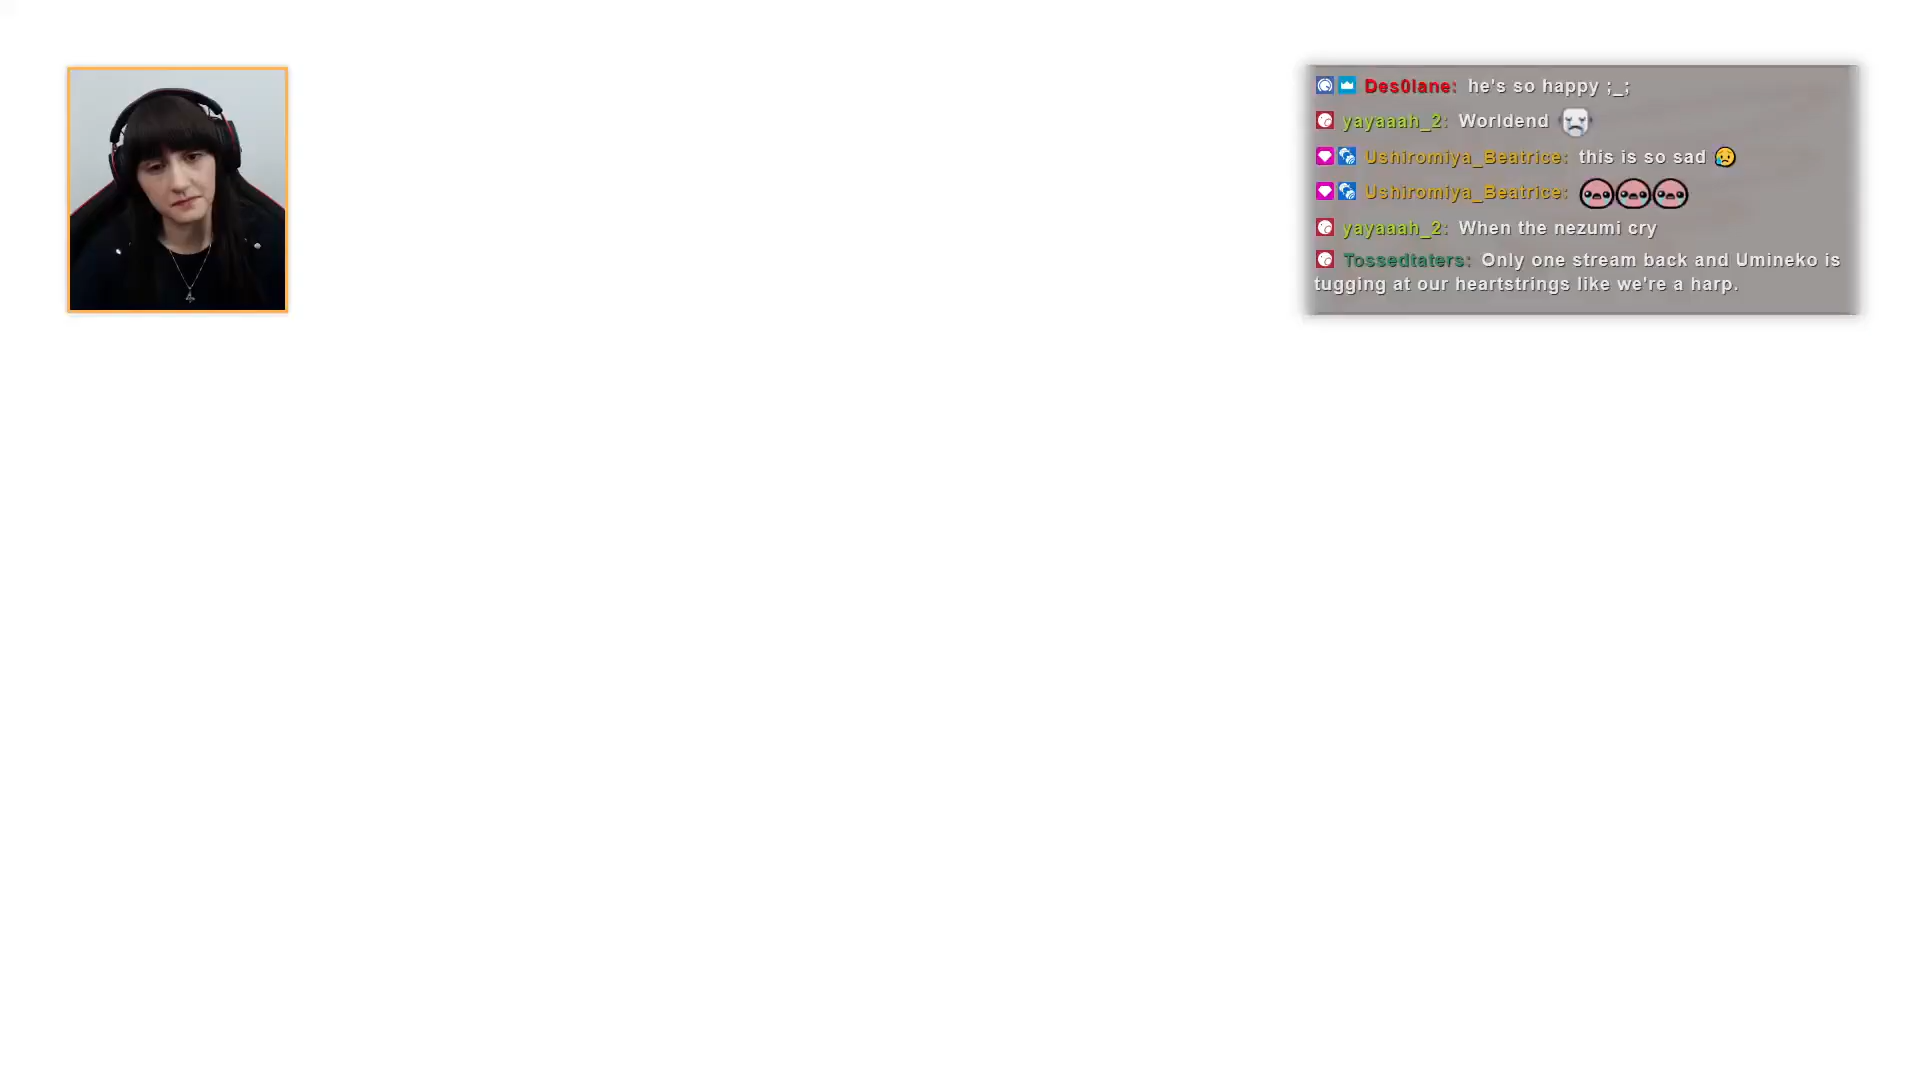 Des0lane: he's so happy ;_;
yayaaah_2: Worldend
Ushiromiya_Beatrice: this is so sad 😥
Ushiromiya_Beatrice:
yayaaah_2: When the nezumi cry
Tossedtaters: Only one stream back and Umineko is
tugging at our heartstrings like we're a harp.